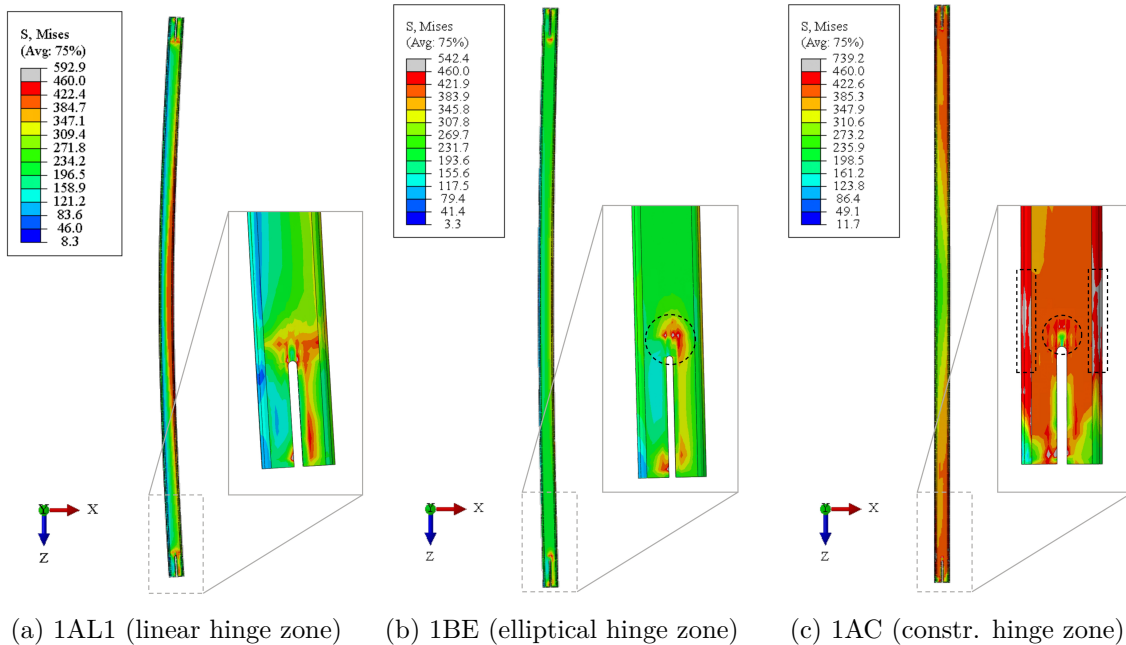 S, Mises
(Avg: 75%)
592.9
460.0
422.4
384.7
347.1
309.4
271.8
234.2
196.5
158.9
121.2
83.6
46.0
8.3
X
Y
Z
S, Mises
(Avg: 75%)
542.4
460.0
421.9
383.9
345.8
307.8
269.7
231.7
193.6
155.6
117.5
79.4
41.4
3.3
X
Y
Z
S, Mises
(Avg: 75%)
739.2
460.0
422.6
385.3
347.9
310.6
273.2
235.9
198.5
161.2
123.8
86.4
49.1
11.7
X
Y
Z
(a) 1AL1 (linear hinge zone)
(b) 1BE (elliptical hinge zone)
(c) 1AC (constr. hinge zone)